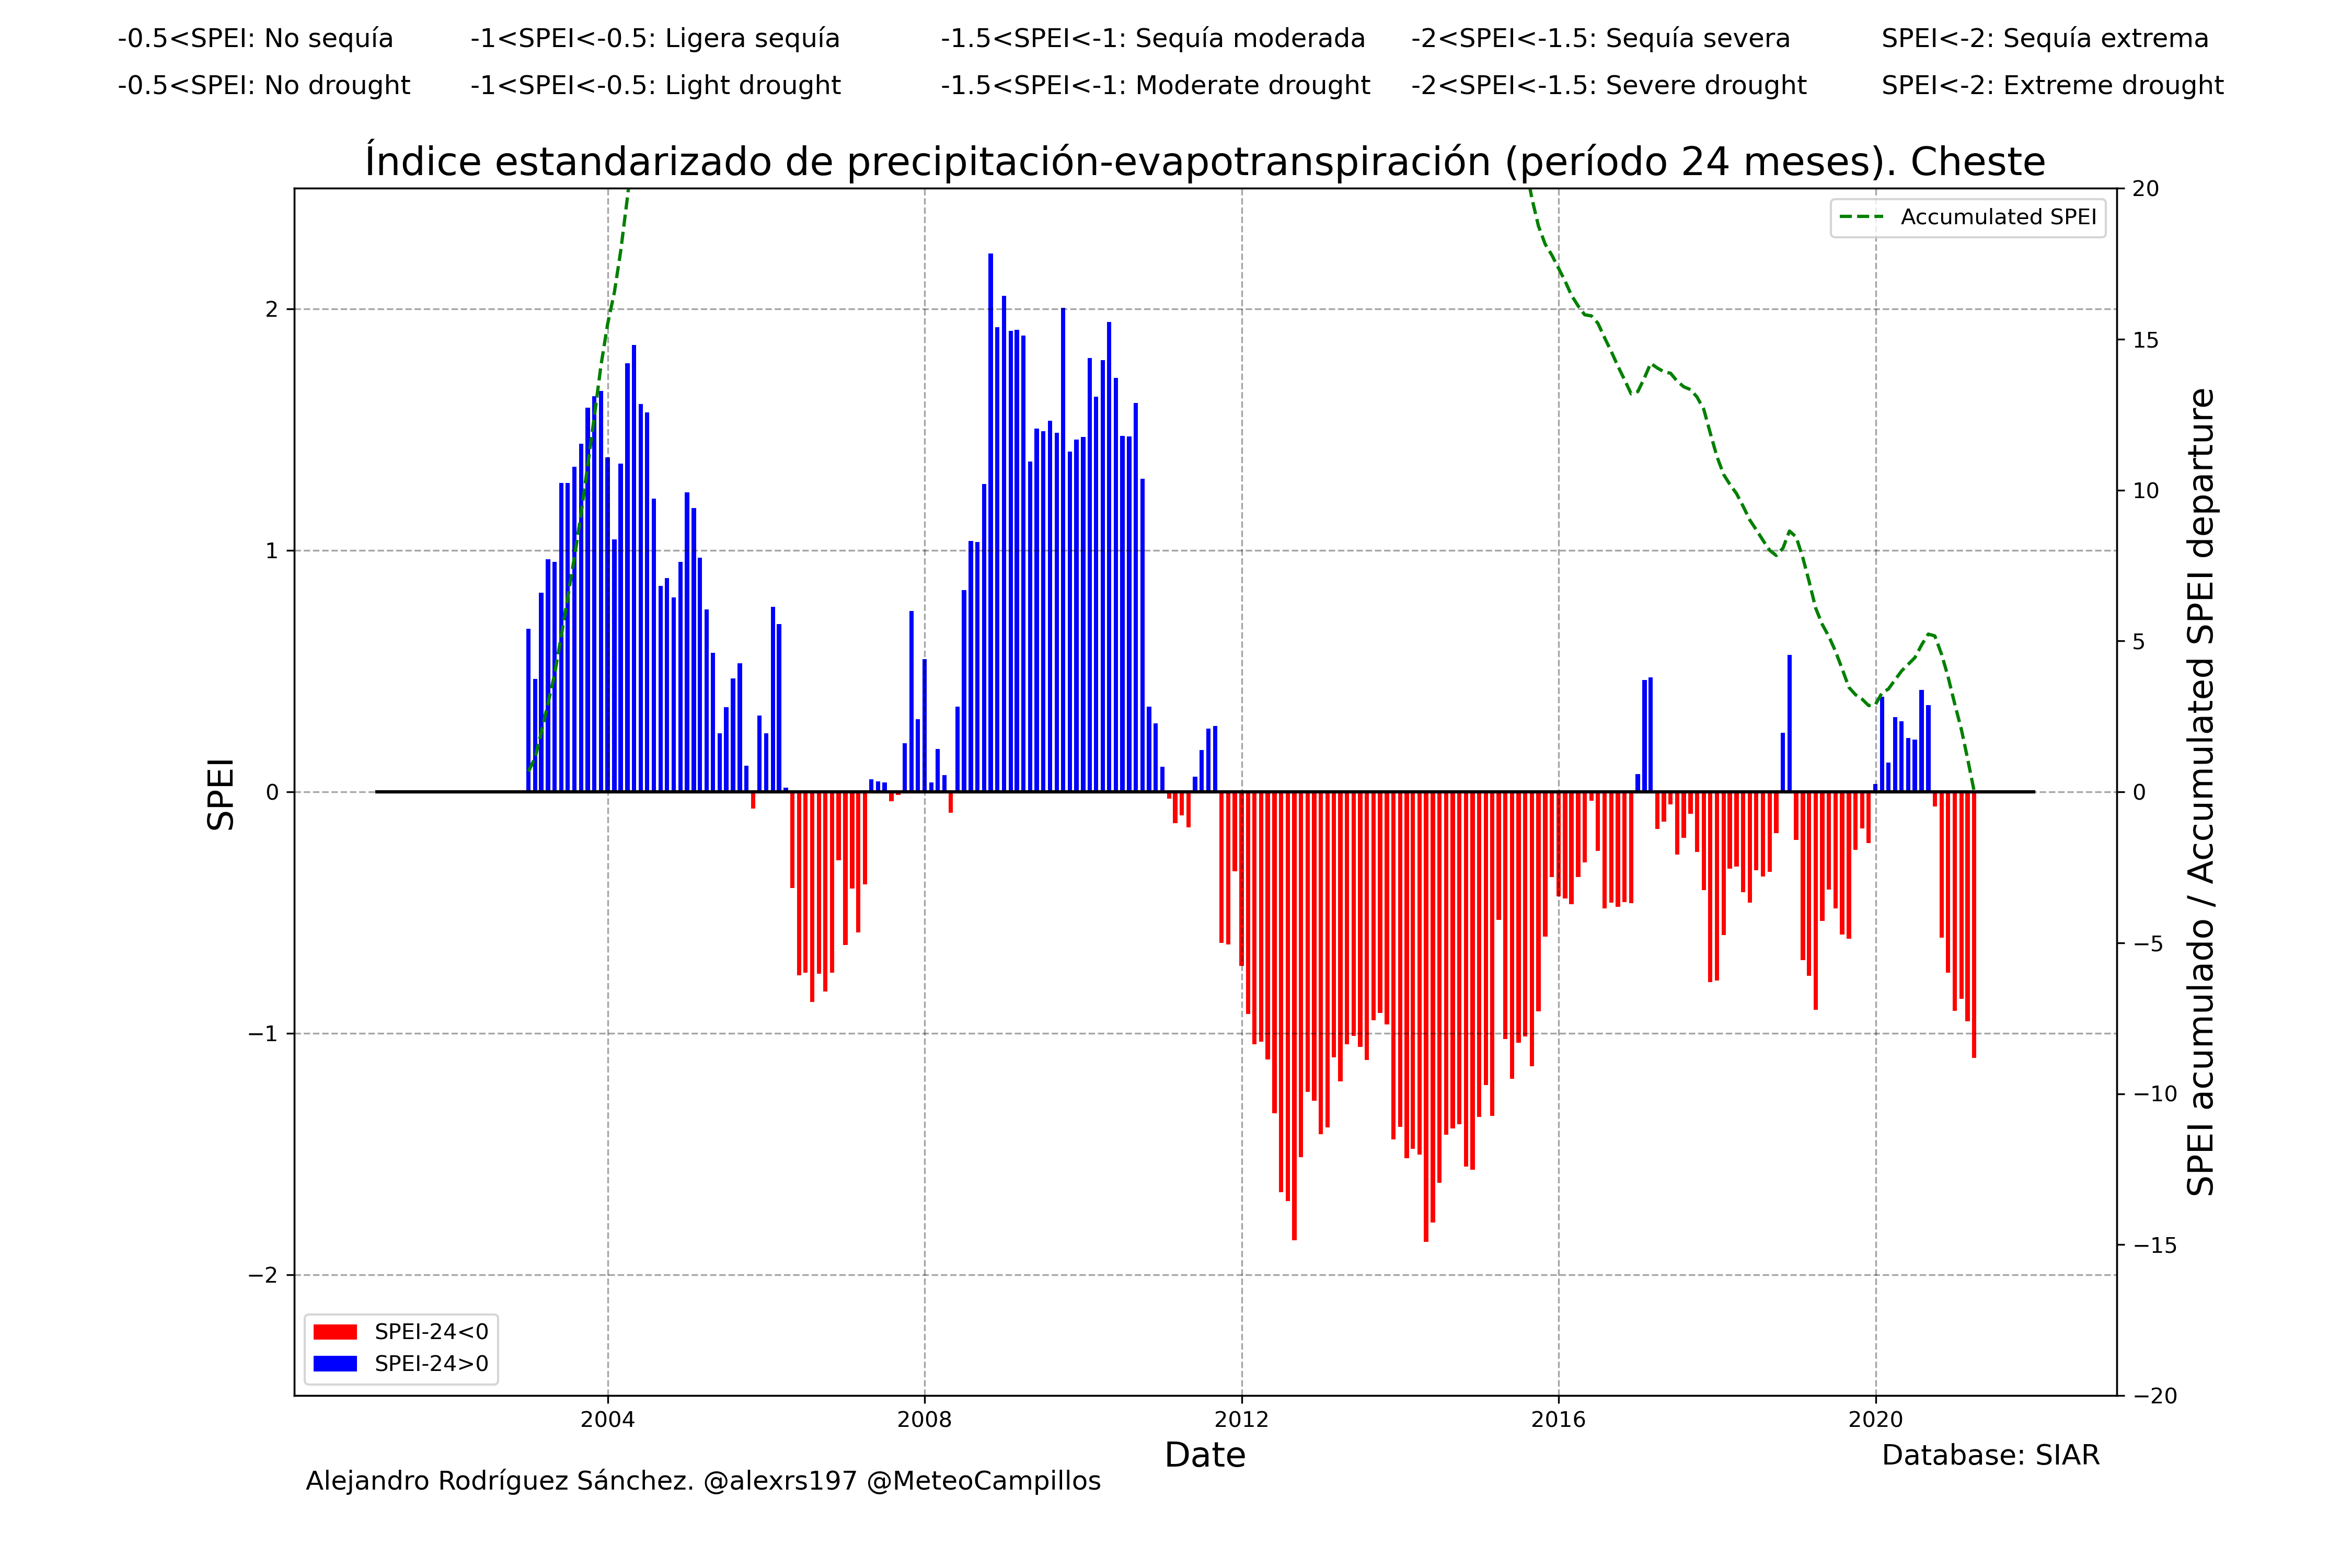 -0.5<SPEI: No sequía -1<SPEI<-0.5: Ligera sequía -1.5<SPEI<-1: Sequía moderada -2<SPEI<-1.5: Sequía severa SPEI<-2: Sequía extrema
-0.5<SPEI: No drought -1<SPEI<-0.5: Light drought -1.5<SPEI<-1: Moderate drought -2<SPEI<-1.5: Severe drought SPEI<-2: Extreme drought
Índice estandarizado de precipitación-evapotranspiración (período 24 meses). Cheste
Accumulated SPEI
2
1
0
−1
−2
SPEI
20
15
10
5
0
−5
−10
−15
−20
SPEI acumulado / Accumulated SPEI departure
SPEI-24<0
SPEI-24>0
2004 2008 2012 2016 2020
Date
Database: SIAR
Alejandro Rodríguez Sánchez. @alexrs197 @MeteoCampillos